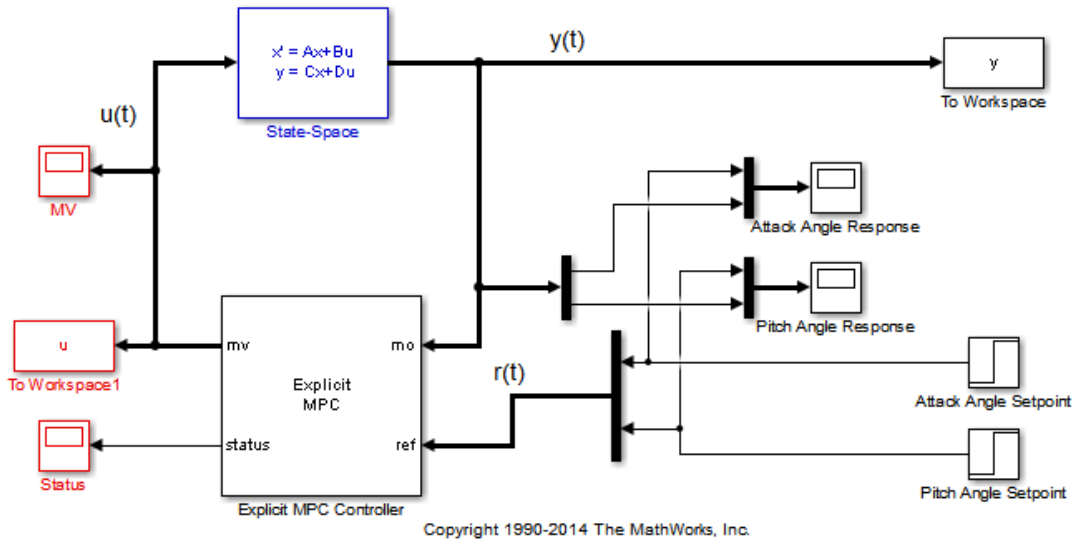 x' = Ax+Bu
y = Cx+Du
State-Space
y(t)
y
To Workspace
u(t)
MV
Attack Angle Response
Pitch Angle Response
u
To Workspace1
mv
mo
Explicit
MPC
status
ref
Explicit MPC Controller
r(t)
Attack Angle Setpoint
Pitch Angle Setpoint
Status
Copyright 1990-2014 The MathWorks, Inc.